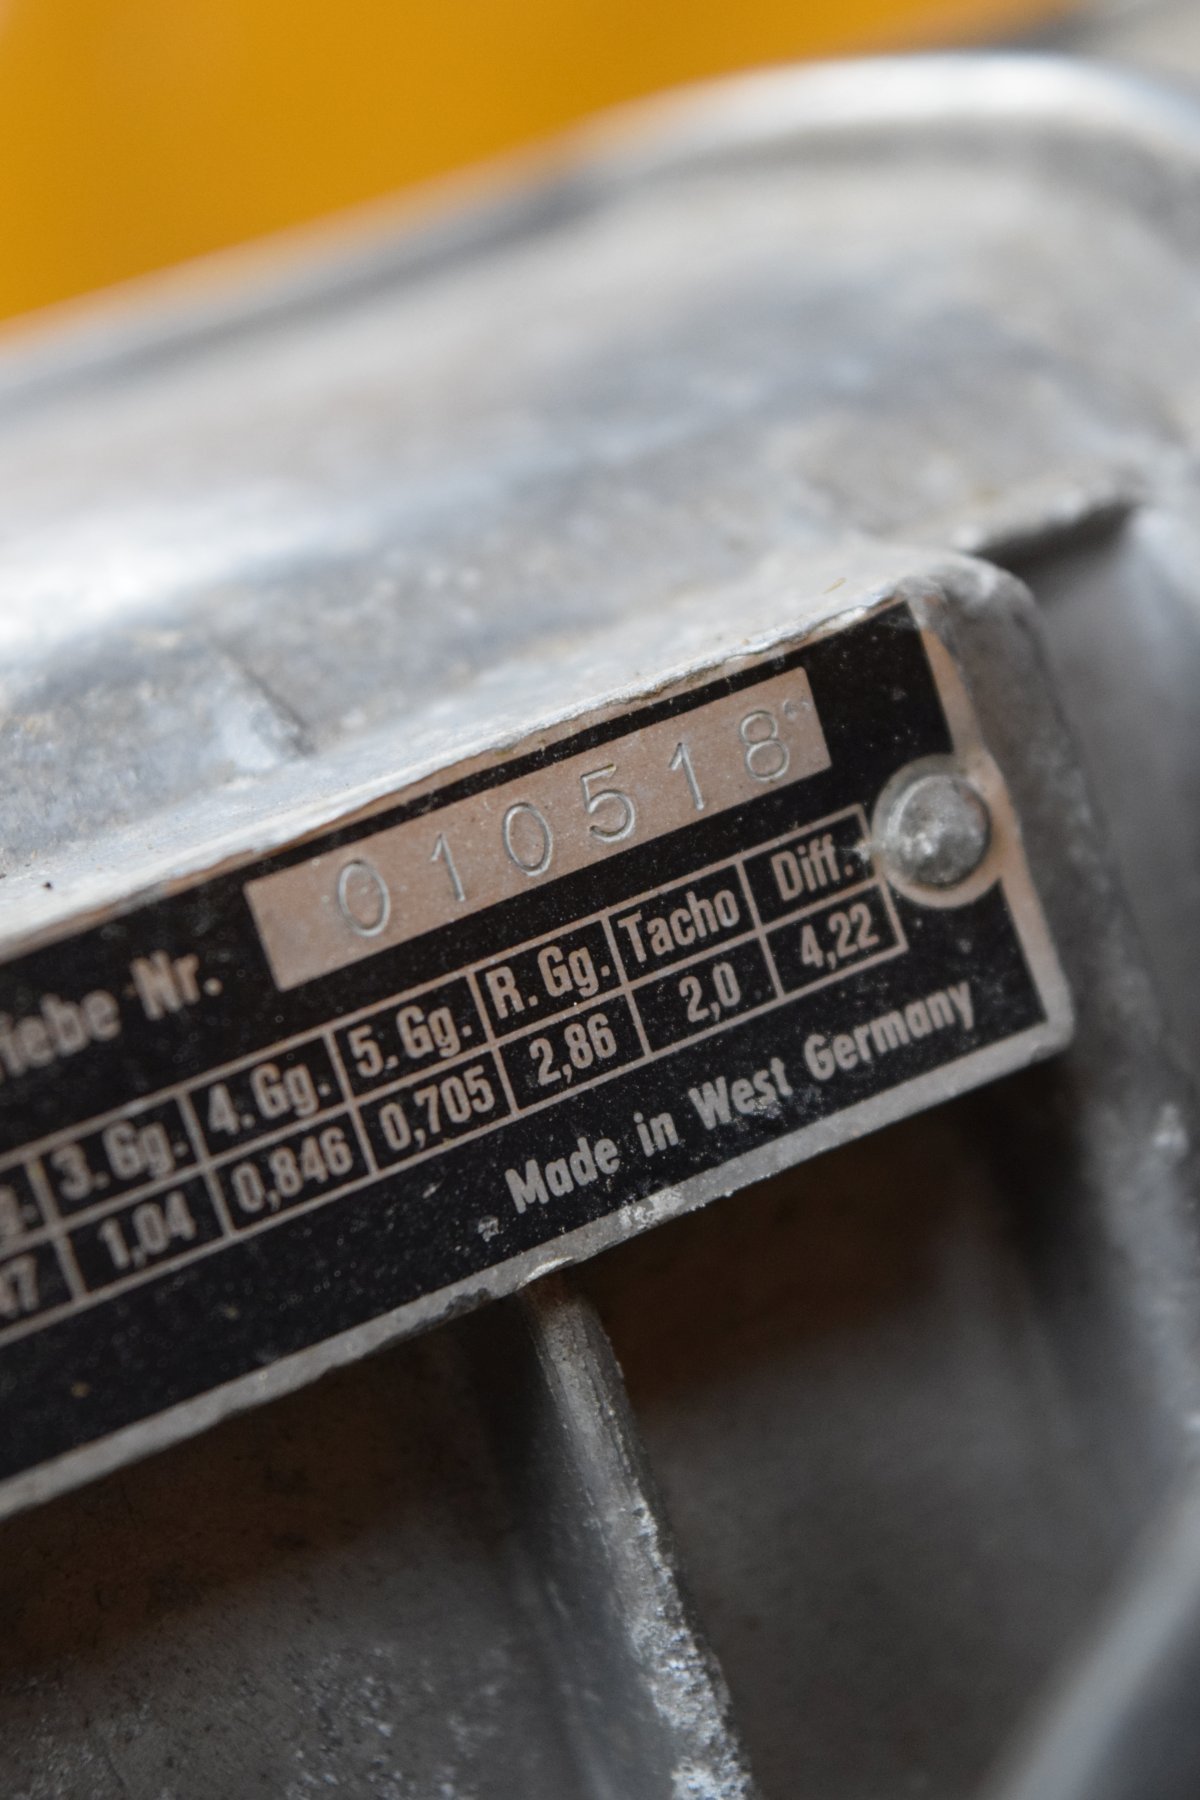 Nr. 010518
3. Gg. 4. Gg. 5. Gg. R. Gg. Tacho Diff.
1,04 0,846 0,705 2,86 2,0 4,22
Made in West Germany